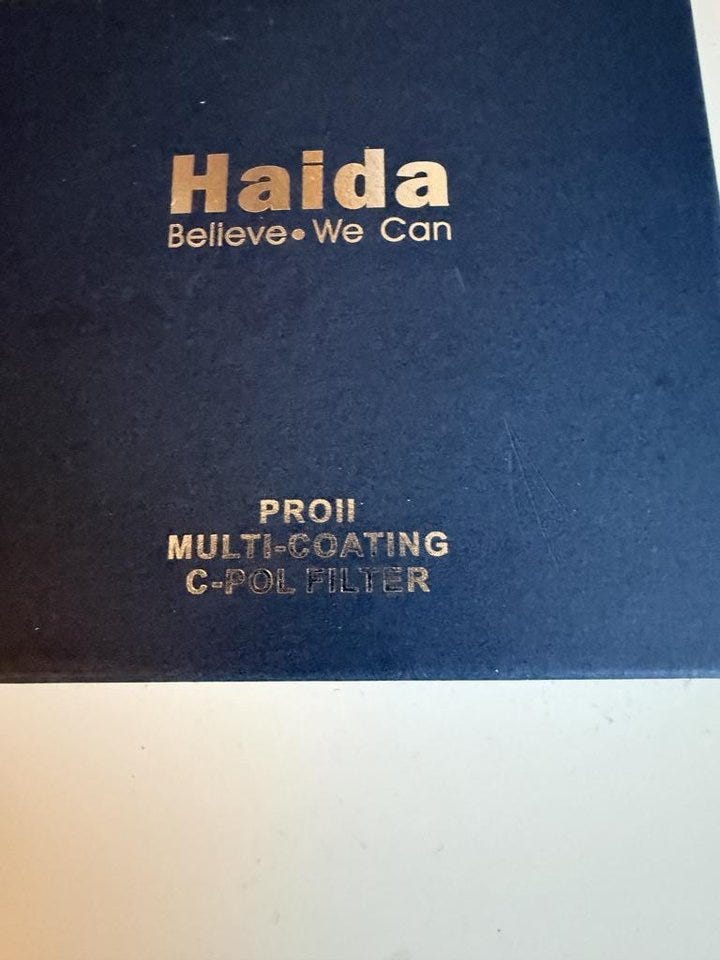 Haida
Believe • We Can
PROII
MULTI-COATING
C-POL FILTER